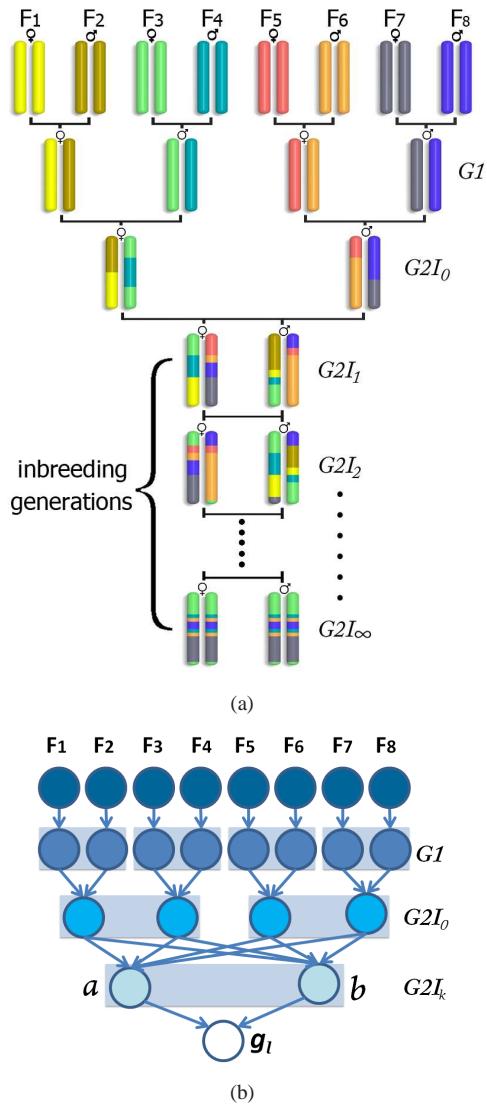 F1 F2 F3 F4 F5 F6 F7 F8
♀ ♂ ♀ ♂ ♀ ♂ ♀ ♂
♀ ♂ ♀ ♂
G1
♀ ♂
G2I0
♀ ♂
G2I1
inbreeding
generations
♀ ♂
G2I2
♀ ♂
G2I∞
(a)
F1 F2 F3 F4 F5 F6 F7 F8
G1
G2I0
a b G2Ik
gl
(b)